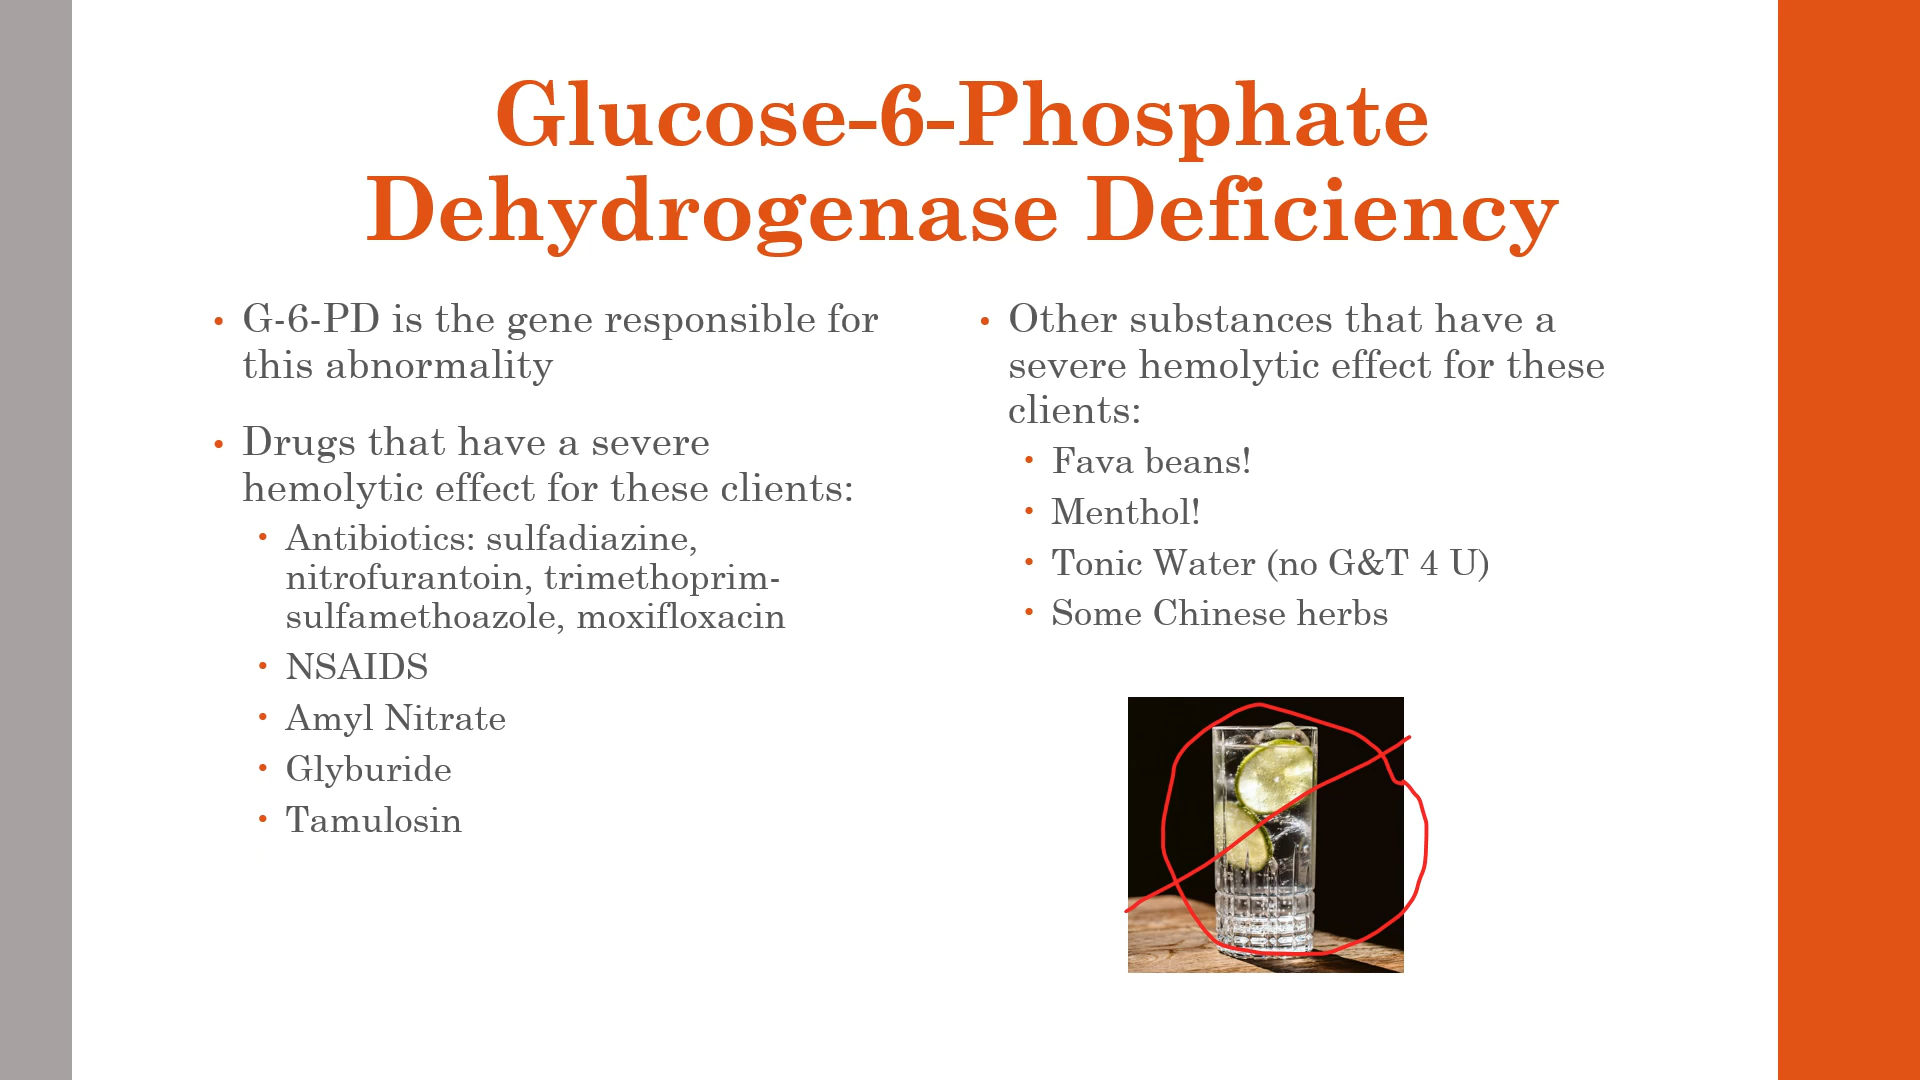 Glucose-6-Phosphate
Dehydrogenase Deficiency
• G-6-PD is the gene responsible for
this abnormality
• Drugs that have a severe
hemolytic effect for these clients:
• Antibiotics: sulfadiazine,
nitrofurantoin, trimethoprim-
sulfamethoazole, moxifloxacin
• NSAIDS
• Amyl Nitrate
• Glyburide
• Tamulosin
• Other substances that have a
severe hemolytic effect for these
clients:
• Fava beans!
• Menthol!
• Tonic Water (no G&T 4 U)
• Some Chinese herbs